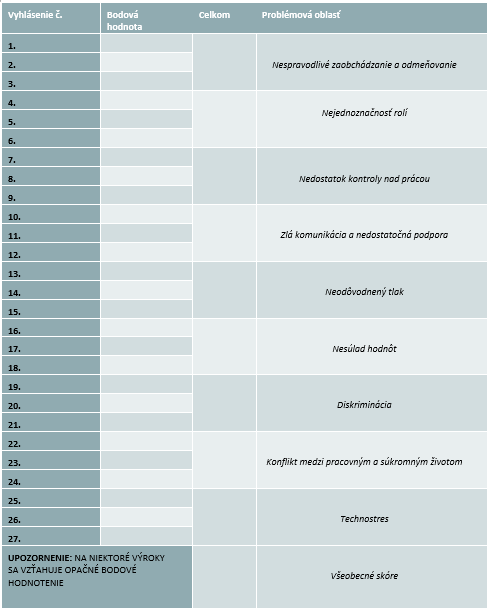 Vyhlásenie č. Bodová hodnota Celkom Problémová oblasť
1.
2. Nespravodlivé zaobchádzanie a odmeňovanie
3.
4.
5. Nejednoznačnosť rolí
6.
7.
8. Nedostatok kontroly nad prácou
9.
10.
11. Zlá komunikácia a nedostatočná podpora
12.
13.
14. Neodôvodnený tlak
15.
16.
17. Nesúlad hodnôt
18.
19.
20. Diskriminácia
21.
22.
23. Konflikt medzi pracovným a súkromným životom
24.
25.
26. Technostres
27.
UPOZORNENIE: NA NIEKTORÉ VÝROKY
SA VZŤAHUJE OPAČNÉ BODOVÉ
HODNOTENIE
Všeobecné skóre